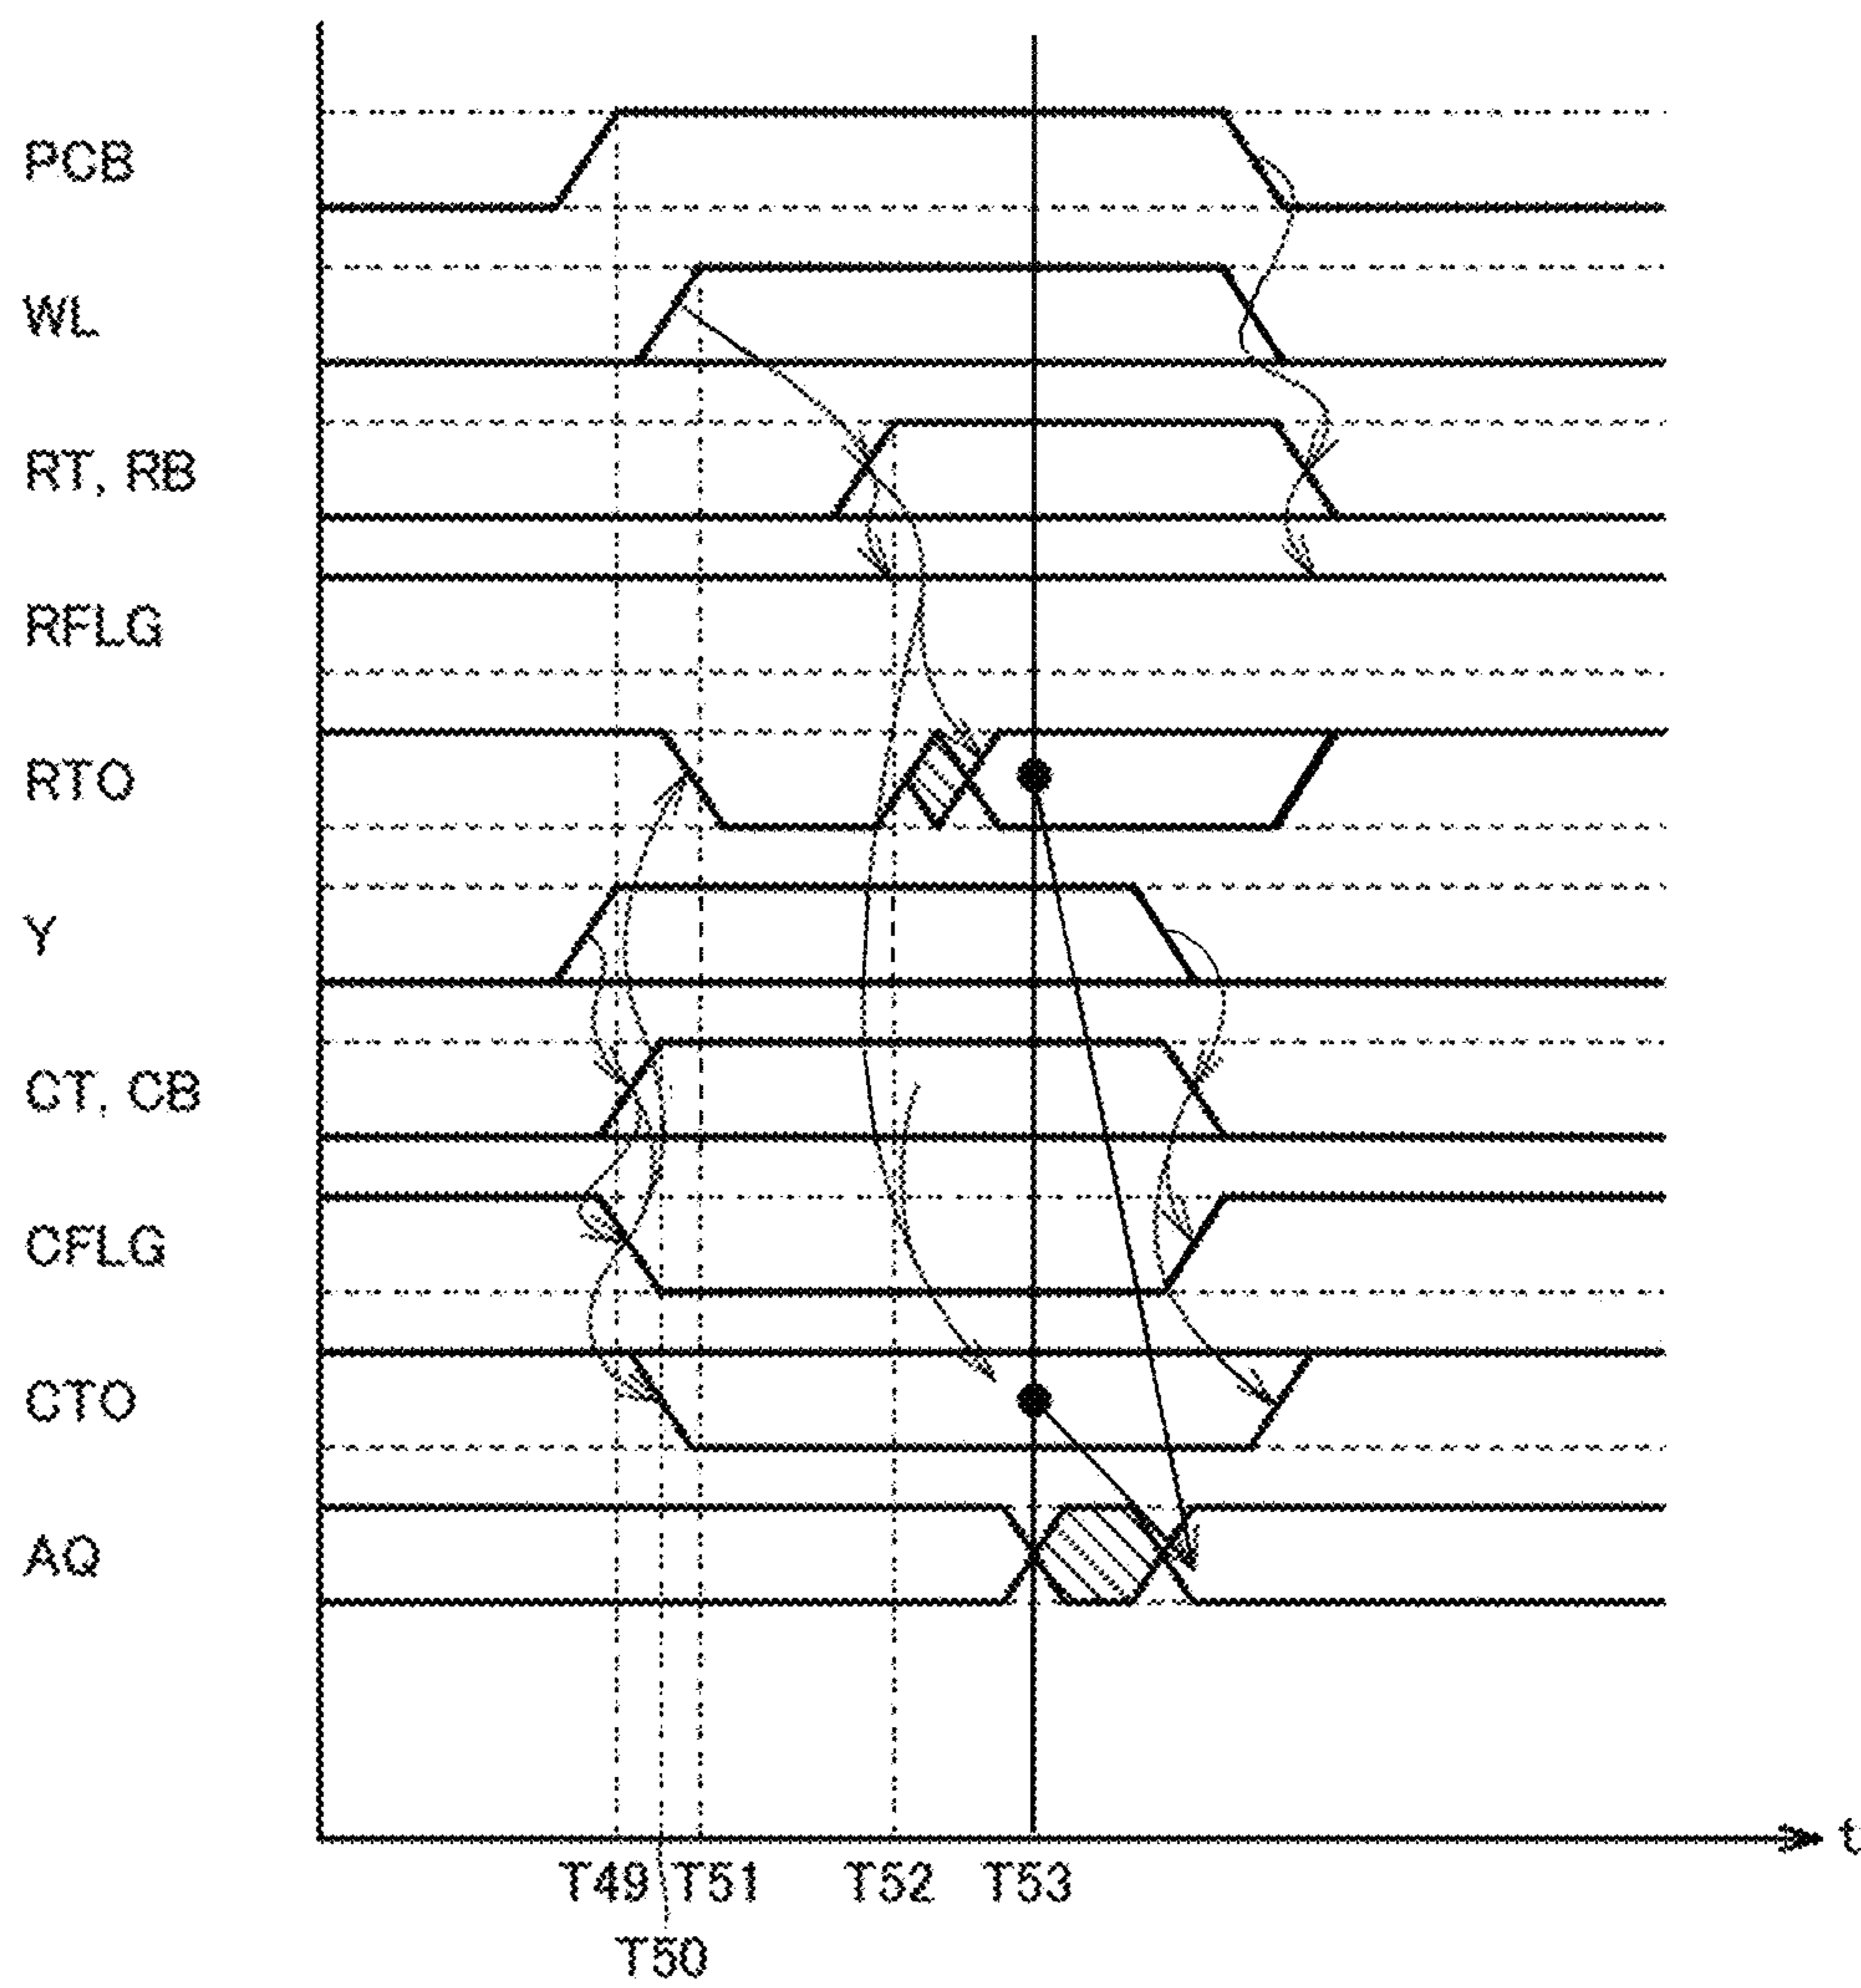 PCB
WL
RT, RB
RFLG
RTO
Y
CT, CB
CFLG
CTO
AQ
t
T49 T51 T52 T53
T50